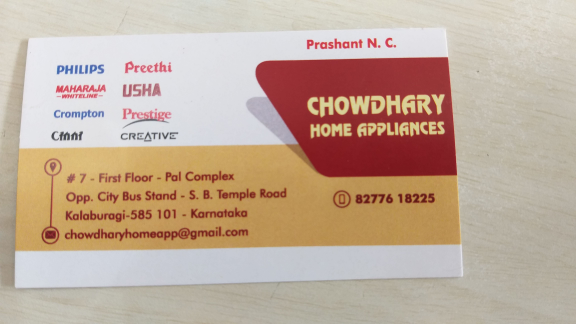 Prashant N. C.
PHILIPS Preethi
MAHARAJA USHA
WHITELINE
Crompton Prestige
CREATIVE
CHOWDHARY
HOME APPLIANCES
# 7 - First Floor - Pal Complex
Opp. City Bus Stand - S. B. Temple Road
Kalaburagi-585 101 - Karnataka
chowdharyhomeapp@gmail.com
82776 18225